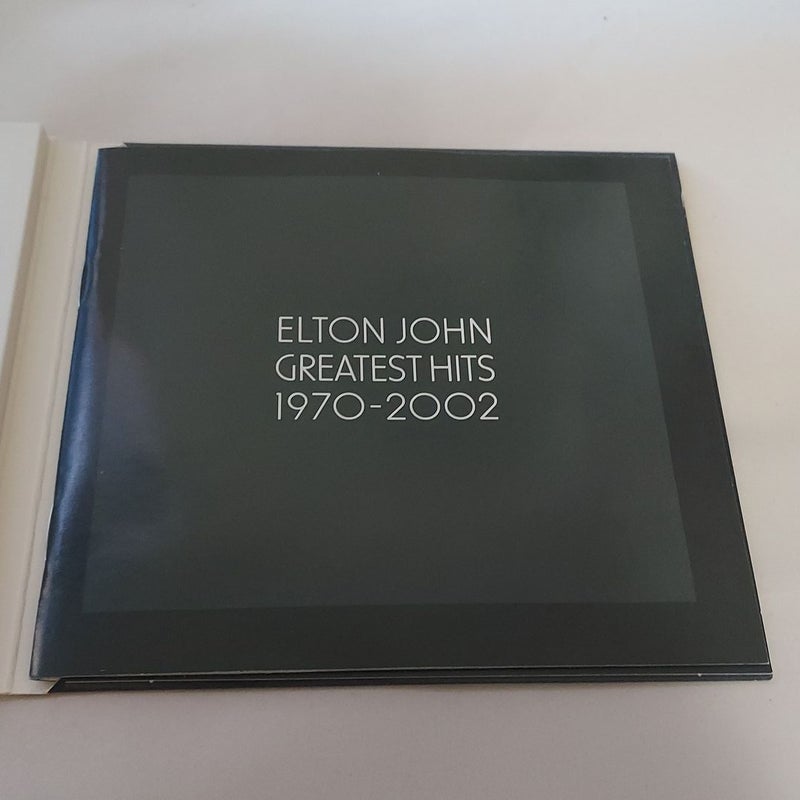 ELTON JOHN
GREATEST HITS
1970-2002